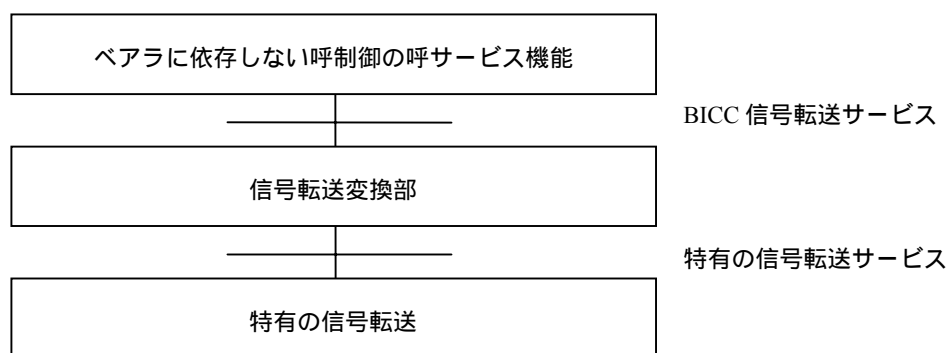 ベアラに依存しない呼制御の呼サービス機能
BICC 信号転送サービス
信号転送変換部
特有の信号転送サービス
特有の信号転送